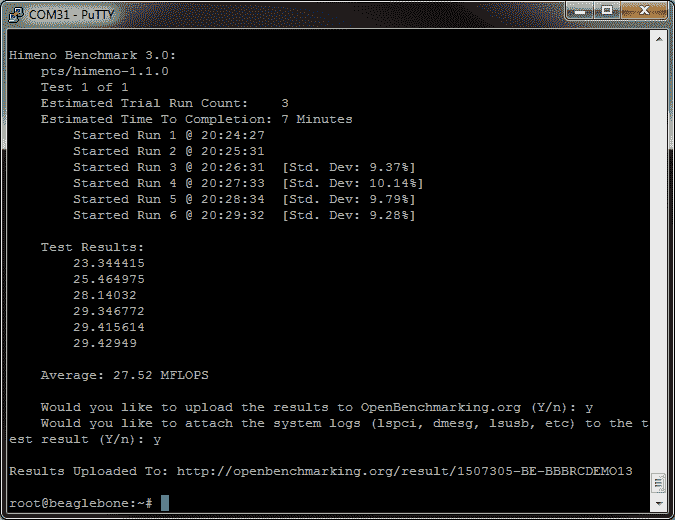 COM31 - PuTTY
Himeno Benchmark 3.0:
pts/himeno-1.1.0
Test 1 of 1
Estimated Trial Run Count: 3
Estimated Time To Completion: 7 Minutes
Started Run 1 @ 20:24:27
Started Run 2 @ 20:25:31
Started Run 3 @ 20:26:31 [Std. Dev: 9.37%]
Started Run 4 @ 20:27:33 [Std. Dev: 10.14%]
Started Run 5 @ 20:28:34 [Std. Dev: 9.79%]
Started Run 6 @ 20:29:32 [Std. Dev: 9.28%]
Test Results:
23.344415
25.464975
28.14032
29.346772
29.415614
29.42949
Average: 27.52 MFLOPS
Would you like to upload the results to OpenBenchmarking.org (Y/n): y
Would you like to attach the system logs (lspci, dmesg, lsusb, etc) to the t
est result (Y/n): y
Results Uploaded To: http://openbenchmarking.org/result/1507305-BE-BBBRCDEMO13
root@beaglebone:~#